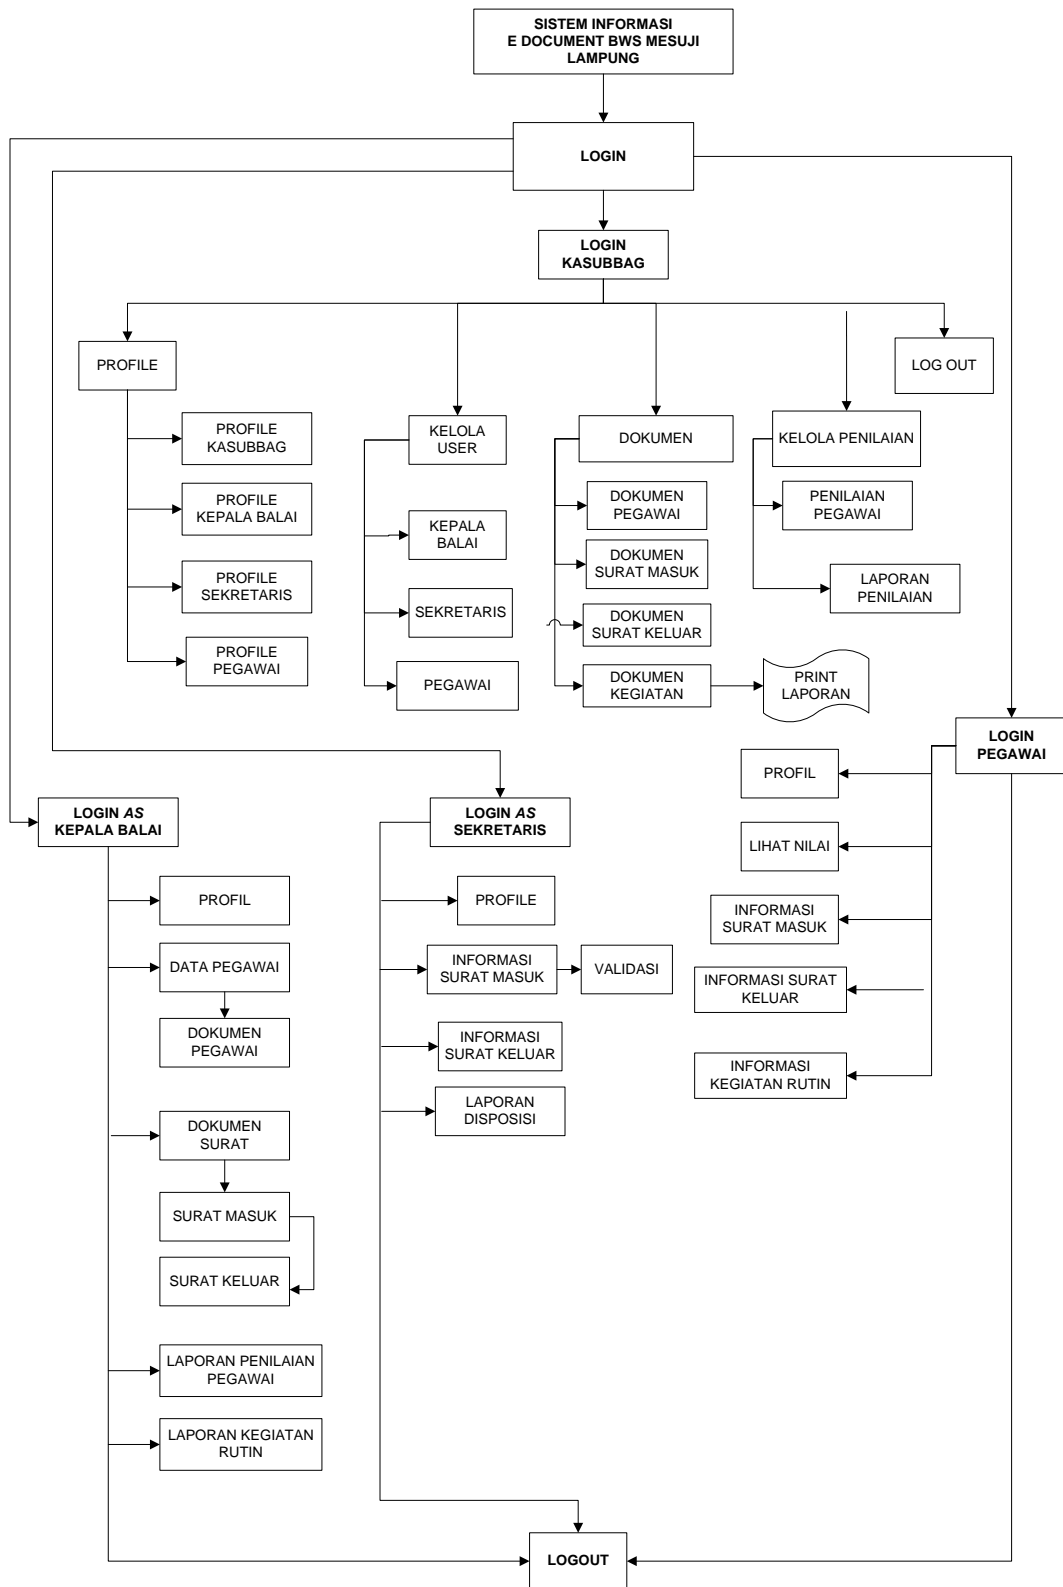 SISTEM INFORMASI
E DOCUMENT BWS MESUJI
LAMPUNG
LOGIN
LOGIN
KASUBBAG
PROFILE
LOG OUT
PROFILE
KASUBBAG
KELOLA
USER
DOKUMEN
KELOLA PENILAIAN
PROFILE
KEPALA BALAI
KEPALA
BALAI
DOKUMEN
PEGAWAI
PENILAIAN
PEGAWAI
DOKUMEN
SURAT MASUK
PROFILE
SEKRETARIS
SEKRETARIS
LAPORAN
PENILAIAN
DOKUMEN
SURAT KELUAR
PROFILE
PEGAWAI
PEGAWAI
DOKUMEN
KEGIATAN
PRINT
LAPORAN
LOGIN
PEGAWAI
PROFIL
LIHAT NILAI
INFORMASI
SURAT MASUK
INFORMASI SURAT
KELUAR
INFORMASI
KEGIATAN RUTIN
LOGIN AS
KEPALA BALAI
PROFIL
DATA PEGAWAI
DOKUMEN
PEGAWAI
DOKUMEN
SURAT
SURAT MASUK
SURAT KELUAR
LAPORAN PENILAIAN
PEGAWAI
LAPORAN KEGIATAN
RUTIN
LOGIN AS
SEKRETARIS
PROFILE
INFORMASI
SURAT MASUK
VALIDASI
INFORMASI
SURAT KELUAR
LAPORAN
DISPOSISI
LOGOUT